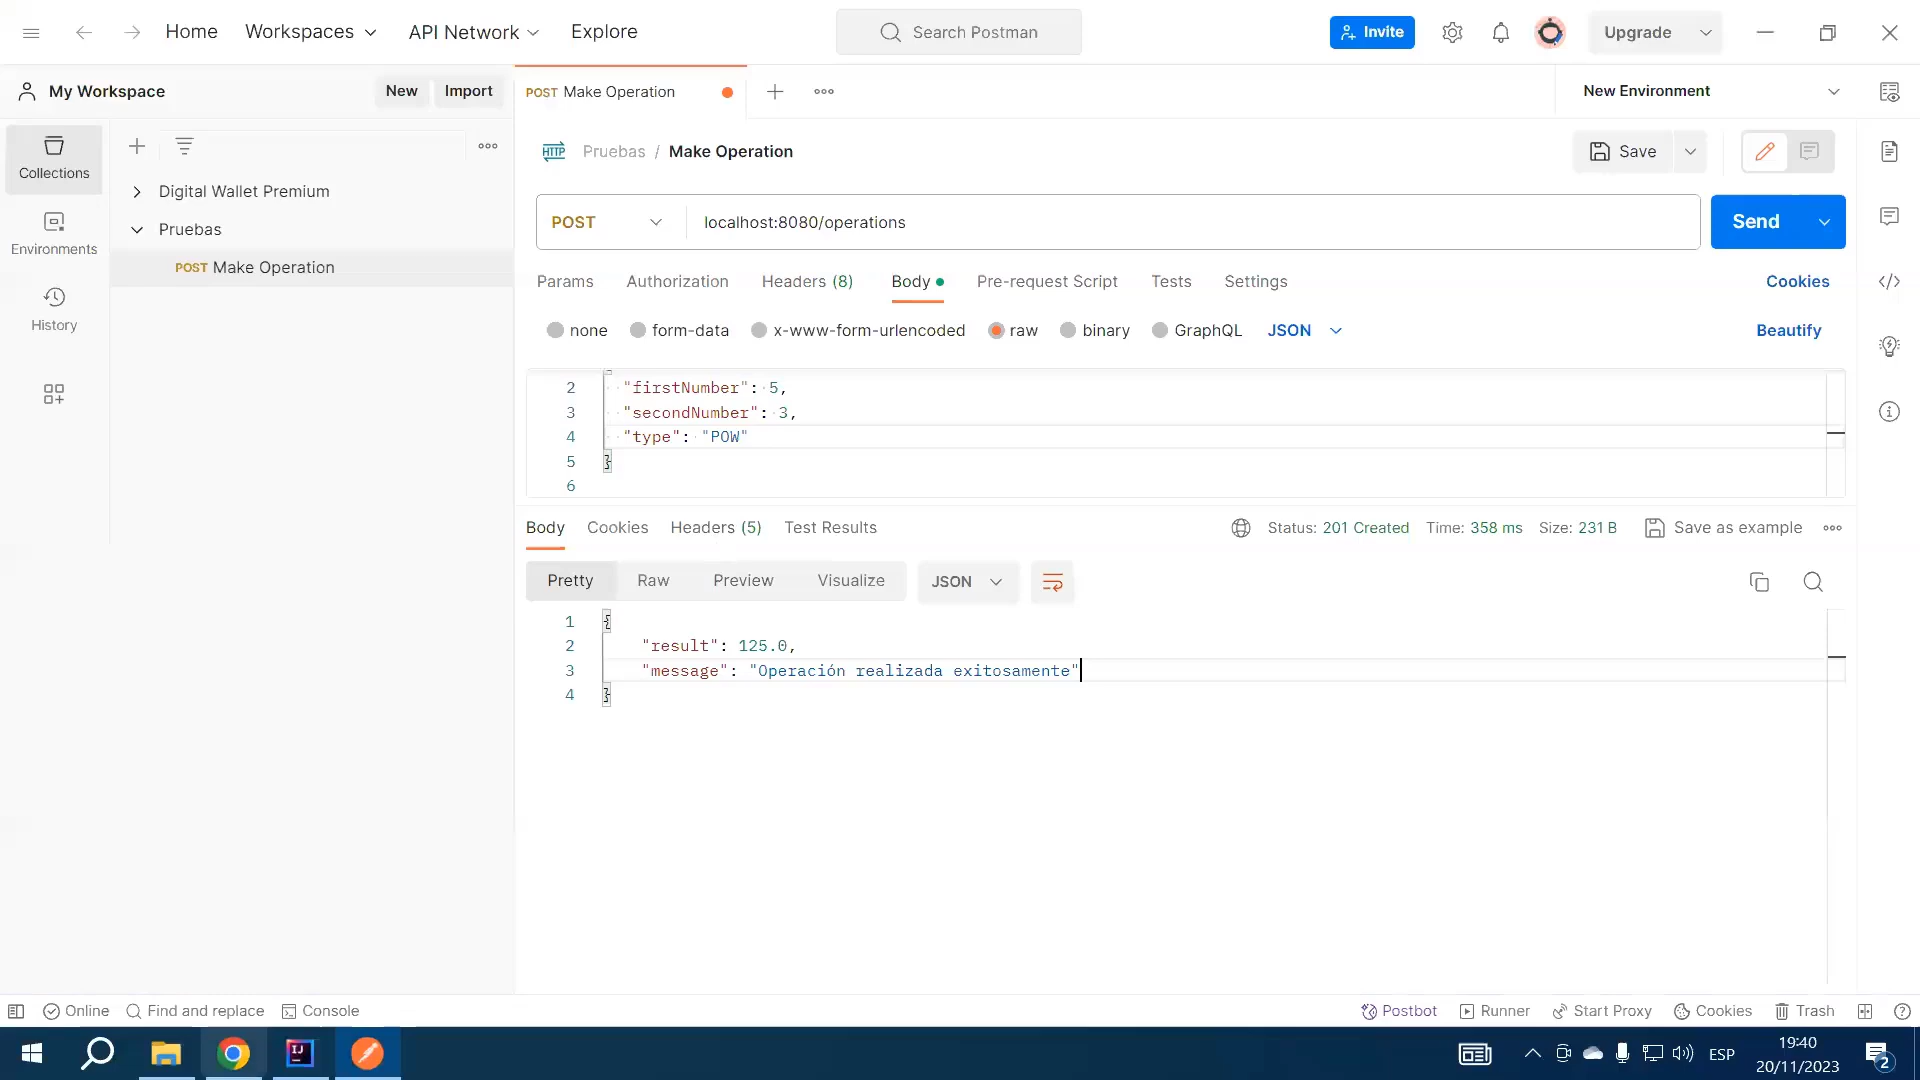 Home Workspaces API Network Explore Search Postman Invite Upgrade
My Workspace New Import POST Make Operation New Environment
Collections
Environments
History
Digital Wallet Premium
Pruebas
POST Make Operation
HTTP Pruebas / Make Operation Save
POST localhost:8080/operations Send
Params Authorization Headers (8) Body Pre-request Script Tests Settings Cookies
none form-data x-www-form-urlencoded raw binary GraphQL JSON Beautify
2 "firstNumber": 5,
3 "secondNumber": 3,
4 "type": "POW"
5 }
6
Body Cookies Headers (5) Test Results Status: 201 Created Time: 358 ms Size: 231 B Save as example
Pretty Raw Preview Visualize JSON
1 {
2 "result": 125.0,
3 "message": "Operación realizada exitosamente"
4 }
Online Find and replace Console Postbot Runner Start Proxy Cookies Trash
IJ ESP 19:40
20/11/2023 2